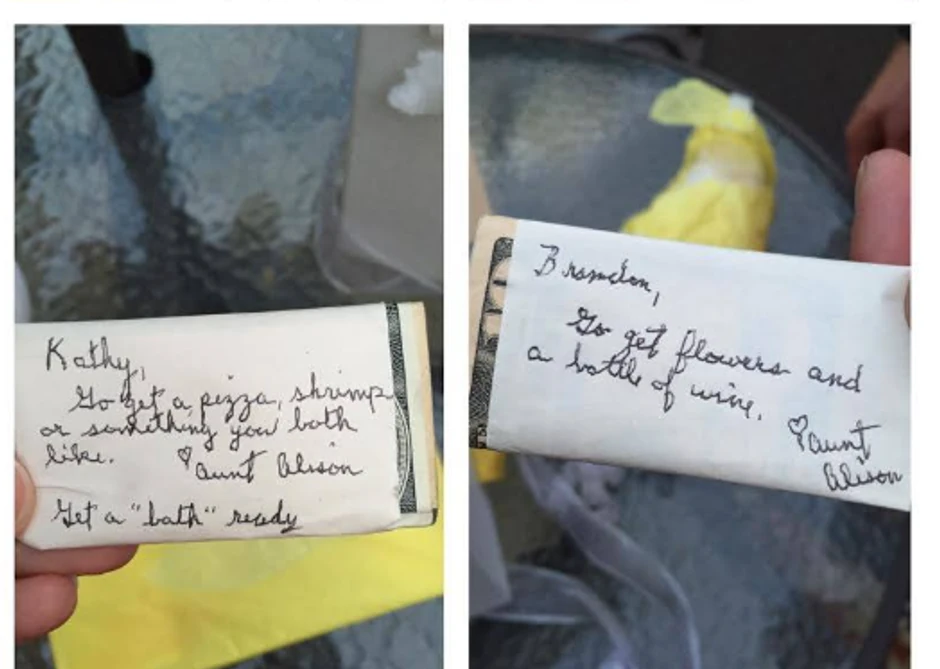 Kathy,
Go get a pizza, shrimp
or something you both
like. ♡ aunt Alison
Get a "bath" ready
Brandon,
Go get flowers and
a bottle of wine.
♡ aunt
Alison